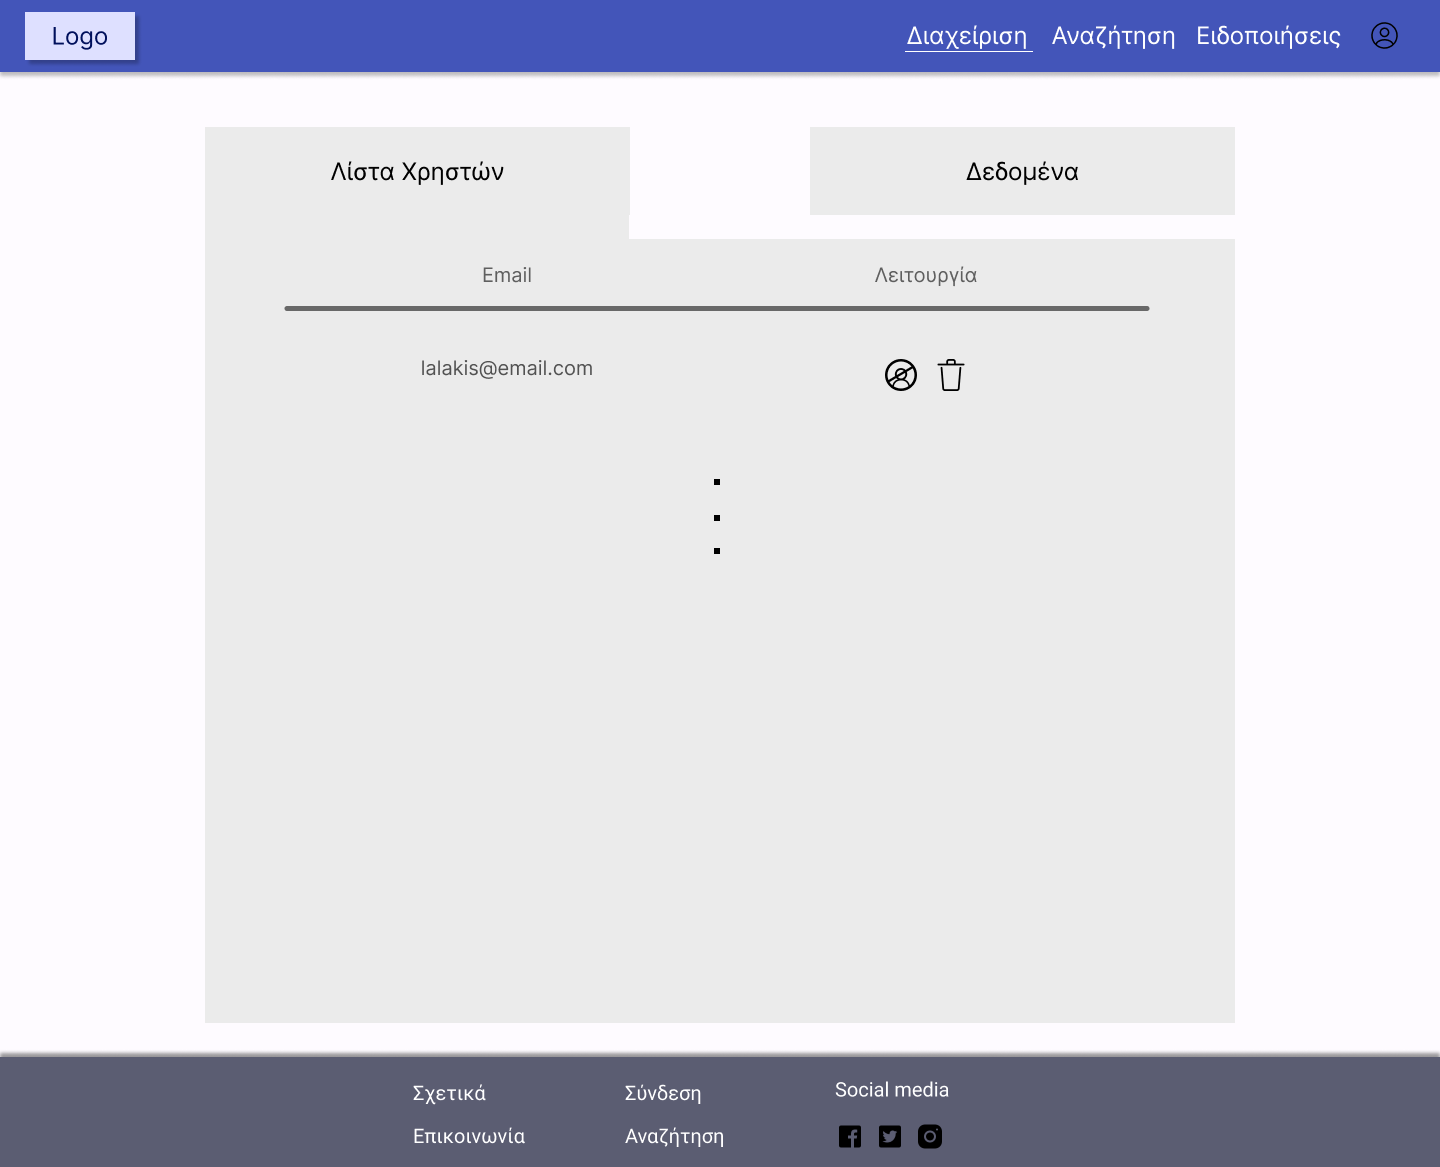 Logo
Διαχείριση Αναζήτηση Ειδοποιήσεις
Λίστα Χρηστών
Δεδομένα
Email Λειτουργία
lalakis@email.com
Σχετικά Σύνδεση Social media
Επικοινωνία Αναζήτηση